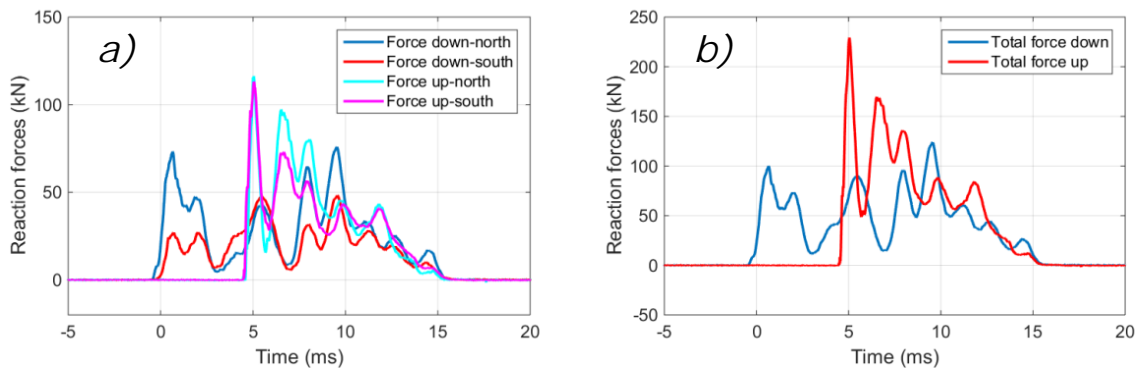 a)
Force down-north
Force down-south
Force up-north
Force up-south
150
100
50
0
-5
0
5
10
15
20
Reaction forces (kN)
Time (ms)
b)
Total force down
Total force up
250
200
150
100
50
0
-50
-5
0
5
10
15
20
Reaction forces (kN)
Time (ms)